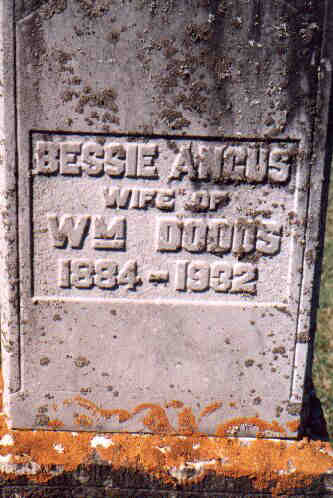 BESSIE ANGUS
WIFE OF
WM DODDS
1884-1932